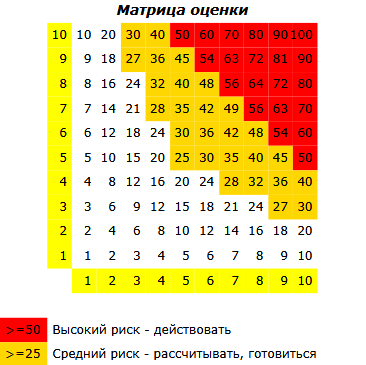 Матрица оценки
10 10 20 30 40 50 60 70 80 90 100
9 9 18 27 36 45 54 63 72 81 90
8 8 16 24 32 40 48 56 64 72 80
7 7 14 21 28 35 42 49 56 63 70
6 6 12 18 24 30 36 42 48 54 60
5 5 10 15 20 25 30 35 40 45 50
4 4 8 12 16 20 24 28 32 36 40
3 3 6 9 12 15 18 21 24 27 30
2 2 4 6 8 10 12 14 16 18 20
1 1 2 3 4 5 6 7 8 9 10
1 2 3 4 5 6 7 8 9 10
>=50 Высокий риск - действовать
>=25 Средний риск - рассчитывать, готовиться